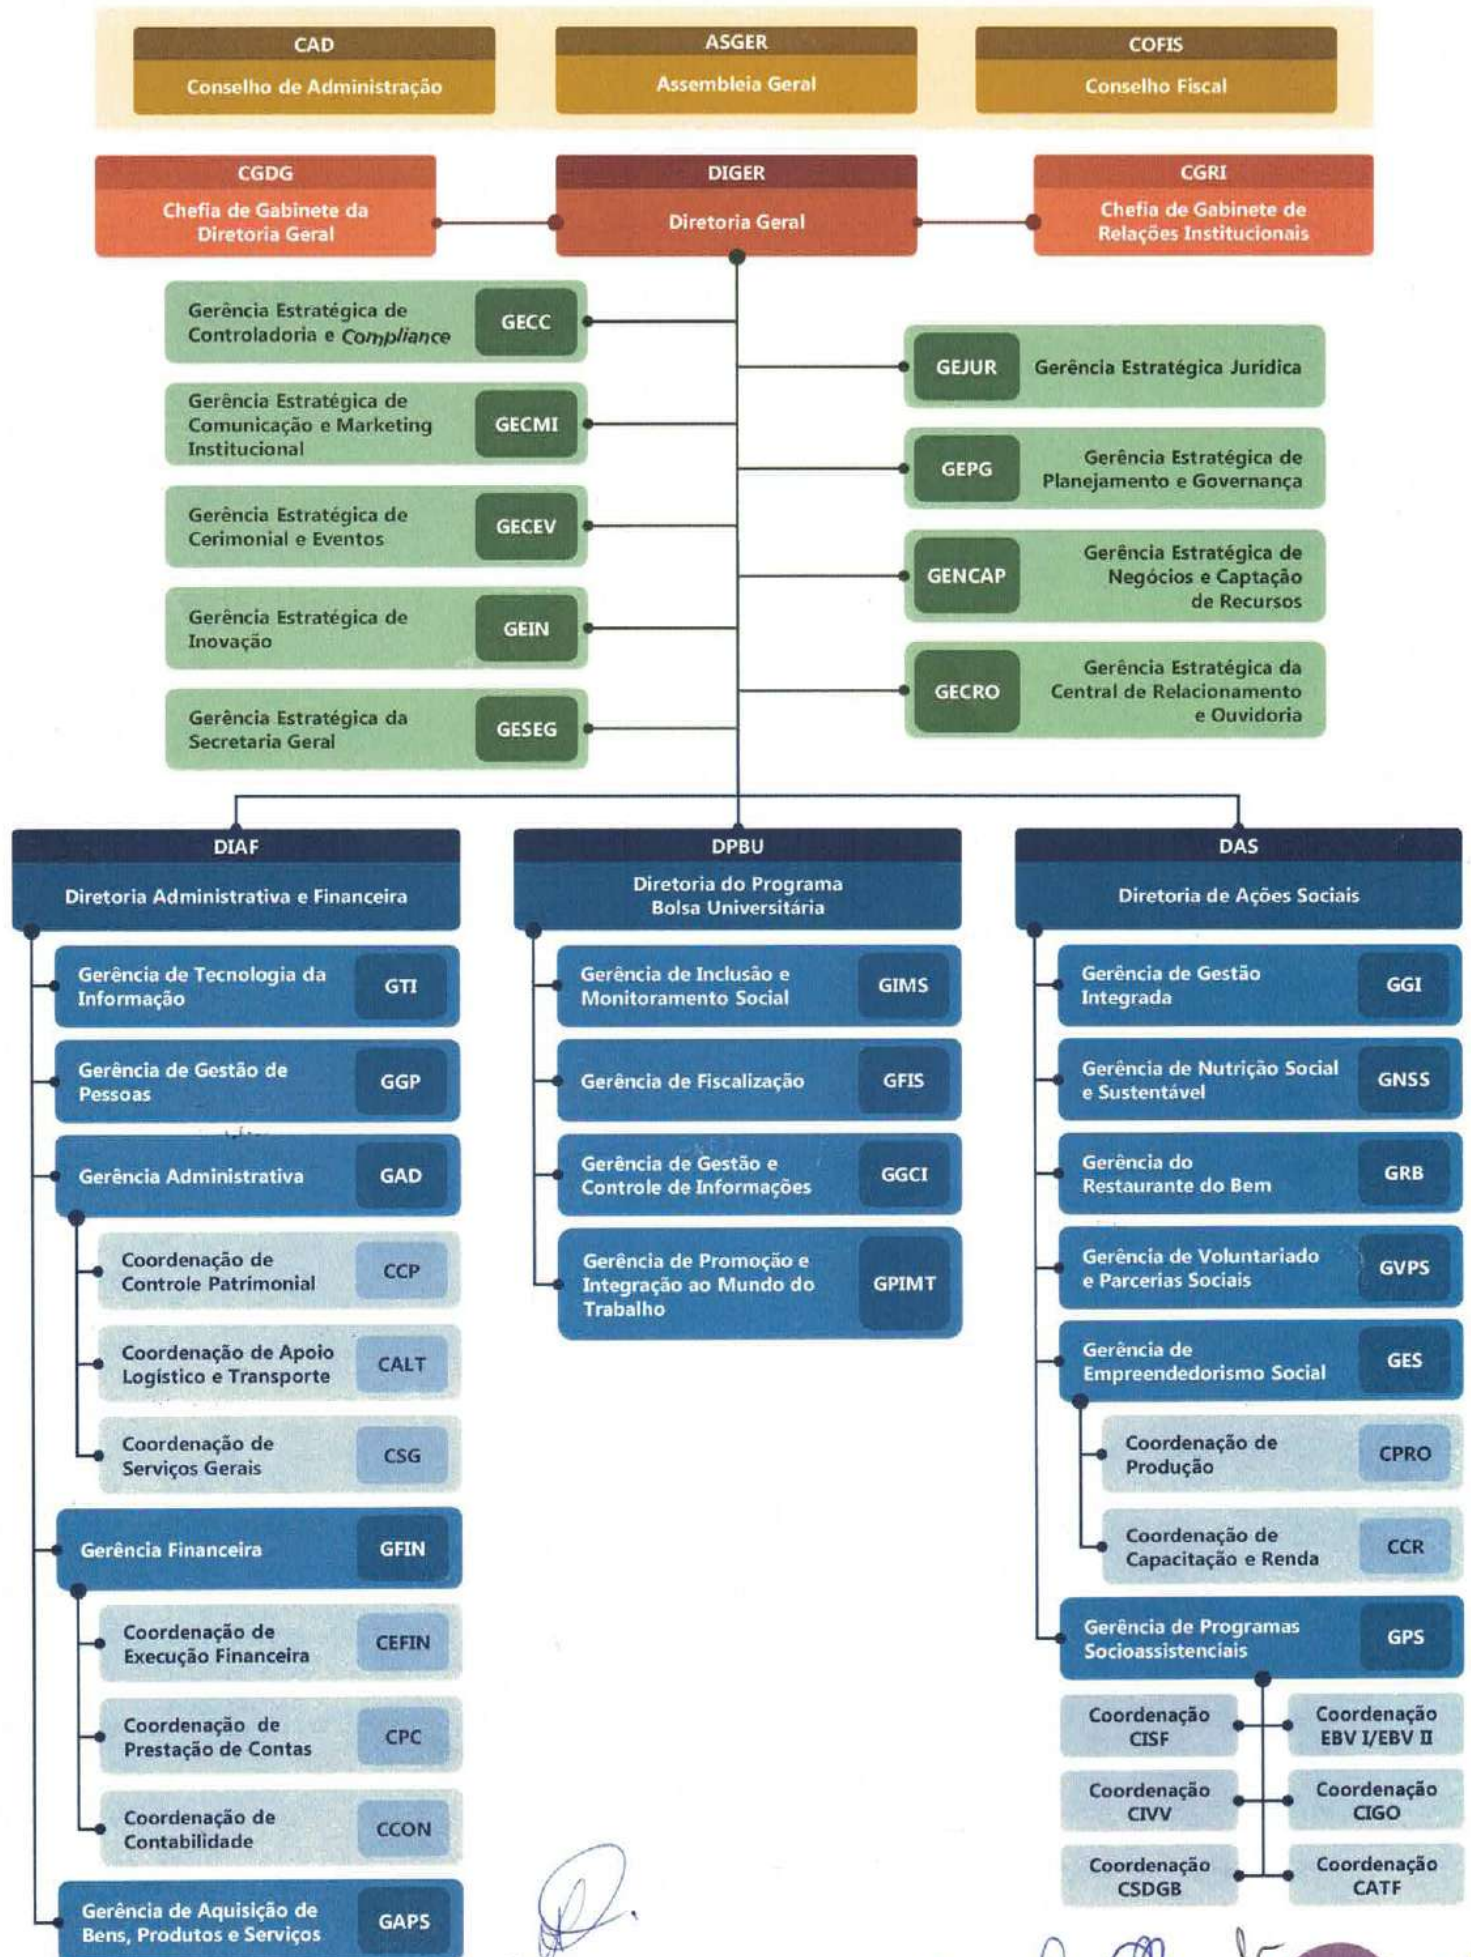 CAD
Conselho de Administração
ASGER
Assembleia Geral
COFIS
Conselho Fiscal
CGDG
Chefia de Gabinete da
Diretoria Geral
DIGER
Diretoria Geral
CGRI
Chefia de Gabinete de
Relações Institucionais
Gerência Estratégica de
Controladoria e Compliance
GECC
Gerência Estratégica de
Comunicação e Marketing
Institucional
GECMI
Gerência Estratégica de
Cerimonial e Eventos
GECEV
Gerência Estratégica de
Inovação
GEIN
Gerência Estratégica da
Secretaria Geral
GESEG
GEJUR
Gerência Estratégica Jurídica
GEPG
Gerência Estratégica de
Planejamento e Governança
GENCAP
Gerência Estratégica de
Negócios e Captação
de Recursos
GECRO
Gerência Estratégica da
Central de Relacionamento
e Ouvidoria
DIAF
Diretoria Administrativa e Financeira
Gerência de Tecnologia da
Informação
GTI
Gerência de Gestão de
Pessoas
GGP
Gerência Administrativa
GAD
Coordenação de
Controle Patrimonial
CCP
Coordenação de Apoio
Logístico e Transporte
CALT
Coordenação de
Serviços Gerais
CSG
Gerência Financeira
GFIN
Coordenação de
Execução Financeira
CEFIN
Coordenação de
Prestação de Contas
CPC
Coordenação de
Contabilidade
CCON
Gerência de Aquisição de
Bens, Produtos e Serviços
GAPS
DPBU
Diretoria do Programa
Bolsa Universitária
Gerência de Inclusão e
Monitoramento Social
GIMS
Gerência de Fiscalização
GFIS
Gerência de Gestão e
Controle de Informações
GGCI
Gerência de Promoção e
Integração ao Mundo do
Trabalho
GPIMT
DAS
Diretoria de Ações Sociais
Gerência de Gestão
Integrada
GGI
Gerência de Nutrição Social
e Sustentável
GNSS
Gerência do
Restaurante do Bem
GRB
Gerência de Voluntariado
e Parcerias Sociais
GVPS
Gerência de
Empreendedorismo Social
GES
Coordenação de
Produção
CPRO
Coordenação de
Capacitação e Renda
CCR
Gerência de Programas
Socioassistenciais
GPS
Coordenação
CISF
Coordenação
EBV I/EBV II
Coordenação
CIVV
Coordenação
CIGO
Coordenação
CSDGB
Coordenação
CATF